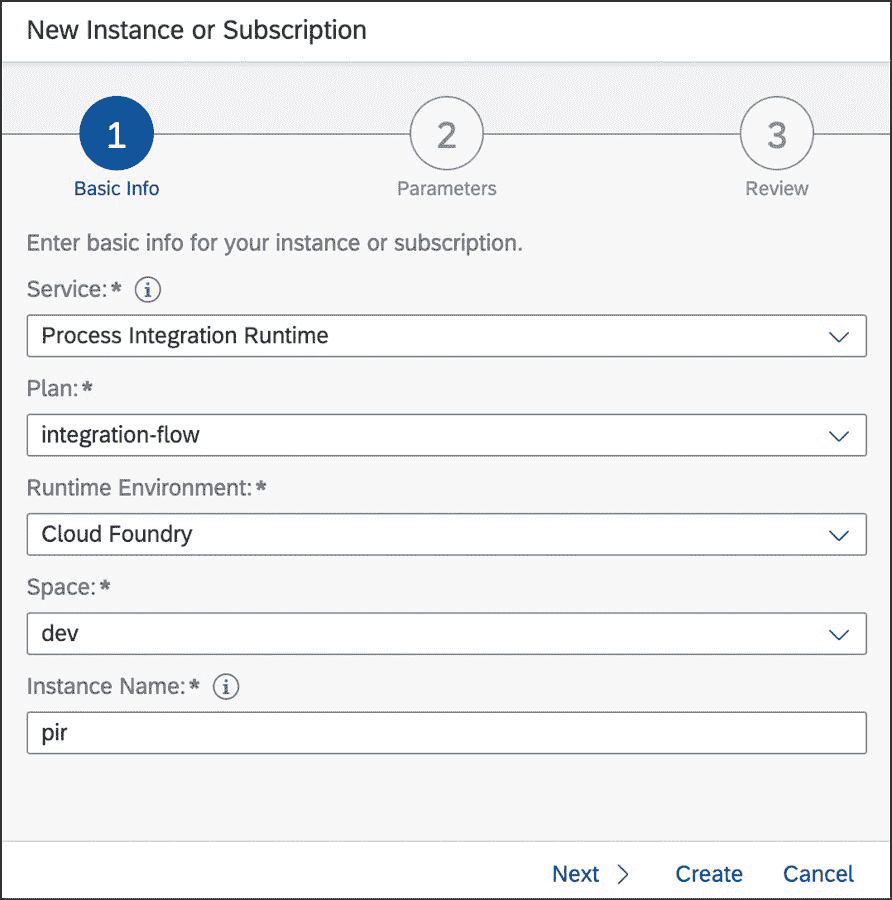 New Instance or Subscription
1
2
3
Basic Info
Parameters
Review
Enter basic info for your instance or subscription.
Service:*
Process Integration Runtime
Plan:*
integration-flow
Runtime Environment:*
Cloud Foundry
Space:*
dev
Instance Name:*
pir
Next
Create
Cancel